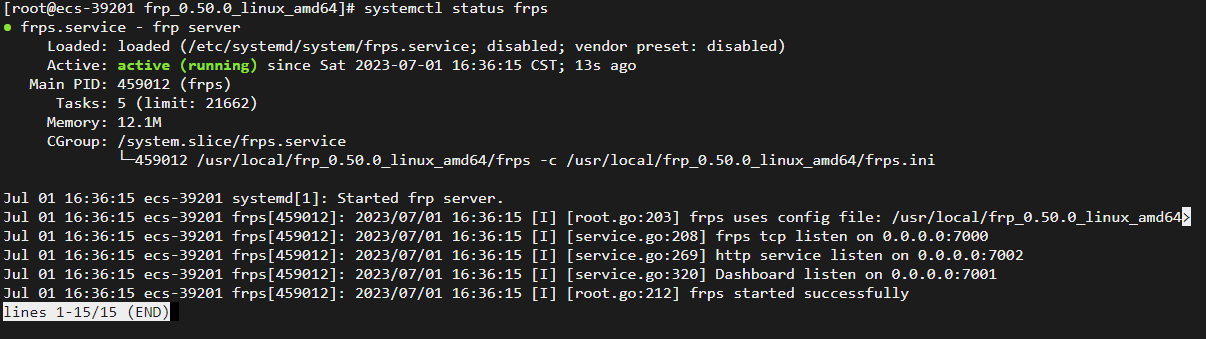 [root@ecs-39201 frp_0.50.0_linux_amd64]# systemctl status frps
● frps.service - frp server
   Loaded: loaded (/etc/systemd/system/frps.service; disabled; vendor preset: disabled)
   Active: active (running) since Sat 2023-07-01 16:36:15 CST; 13s ago
 Main PID: 459012 (frps)
    Tasks: 5 (limit: 21662)
   Memory: 12.1M
   CGroup: /system.slice/frps.service
           └─459012 /usr/local/frp_0.50.0_linux_amd64/frps -c /usr/local/frp_0.50.0_linux_amd64/frps.ini
Jul 01 16:36:15 ecs-39201 systemd[1]: Started frp server.
Jul 01 16:36:15 ecs-39201 frps[459012]: 2023/07/01 16:36:15 [I] [root.go:203] frps uses config file: /usr/local/frp_0.50.0_linux_amd64>
Jul 01 16:36:15 ecs-39201 frps[459012]: 2023/07/01 16:36:15 [I] [service.go:208] frps tcp listen on 0.0.0.0:7000
Jul 01 16:36:15 ecs-39201 frps[459012]: 2023/07/01 16:36:15 [I] [service.go:269] http service listen on 0.0.0.0:7002
Jul 01 16:36:15 ecs-39201 frps[459012]: 2023/07/01 16:36:15 [I] [service.go:320] Dashboard listen on 0.0.0.0:7001
Jul 01 16:36:15 ecs-39201 frps[459012]: 2023/07/01 16:36:15 [I] [root.go:212] frps started successfully
lines 1-15/15 (END)